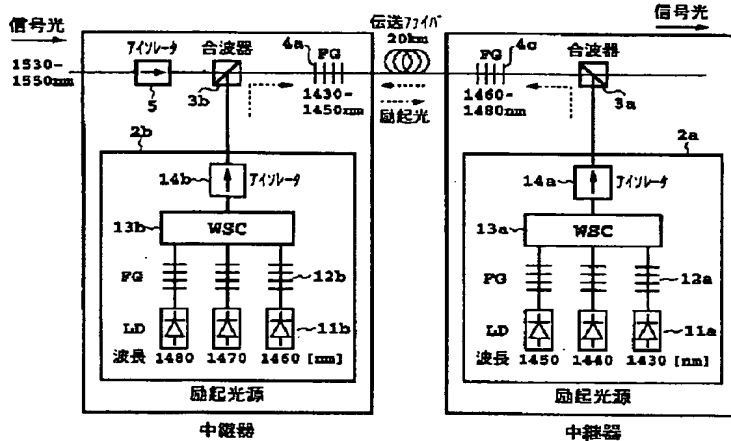 信号光
1530-
1550nm
アイソレータ
5
合波器
3b
4a
FG
1430-
1450nm
伝送ファイバ
20km
励起光
信号光
FG
4c
1460-
1480nm
合波器
3a
2b
14b
アイソレータ
13b
WSC
FG
12b
LD
11b
波長 1480 1470 1460 [nm]
励起光源
中継器
2a
14a
アイソレータ
13a
WSC
FG
12a
LD
11a
波長 1450 1440 1430 [nm]
励起光源
中継器